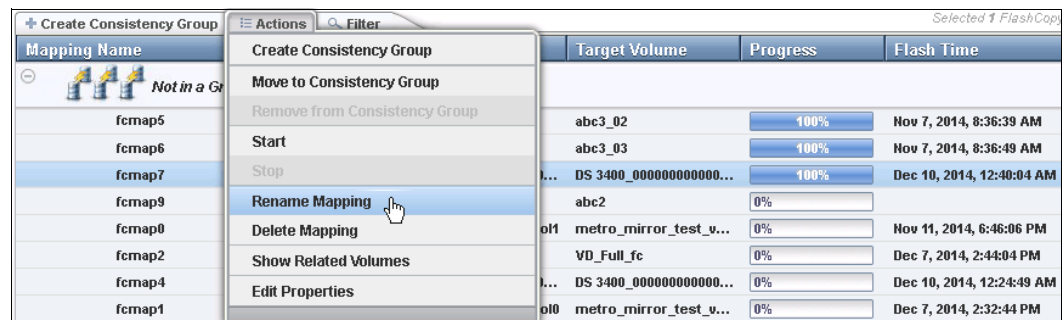 Create Consistency Group Actions Filter Selected 1 FlashCopy
Mapping Name Target Volume Progress Flash Time
Create Consistency Group
Not in a Gr
Move to Consistency Group
Remove from Consistency Group
fcmap5 abc3_02 100% Nov 7, 2014, 8:36:39 AM
Start
fcmap6 abc3_03 100% Nov 7, 2014, 8:36:49 AM
Stop
fcmap7 ... DS 3400_000000000000... 100% Dec 10, 2014, 12:40:04 AM
Rename Mapping
fcmap9 abc2 0%
Delete Mapping
fcmap0 ol1 metro_mirror_test_v... 0% Nov 11, 2014, 6:46:06 PM
Show Related Volumes
fcmap2 VD_Full_fc 0% Dec 7, 2014, 2:44:04 PM
fcmap4 ... DS 3400_000000000000... 0% Dec 10, 2014, 12:24:49 AM
Edit Properties
fcmap1 ol0 metro_mirror_test_v... 0% Dec 7, 2014, 2:32:44 PM